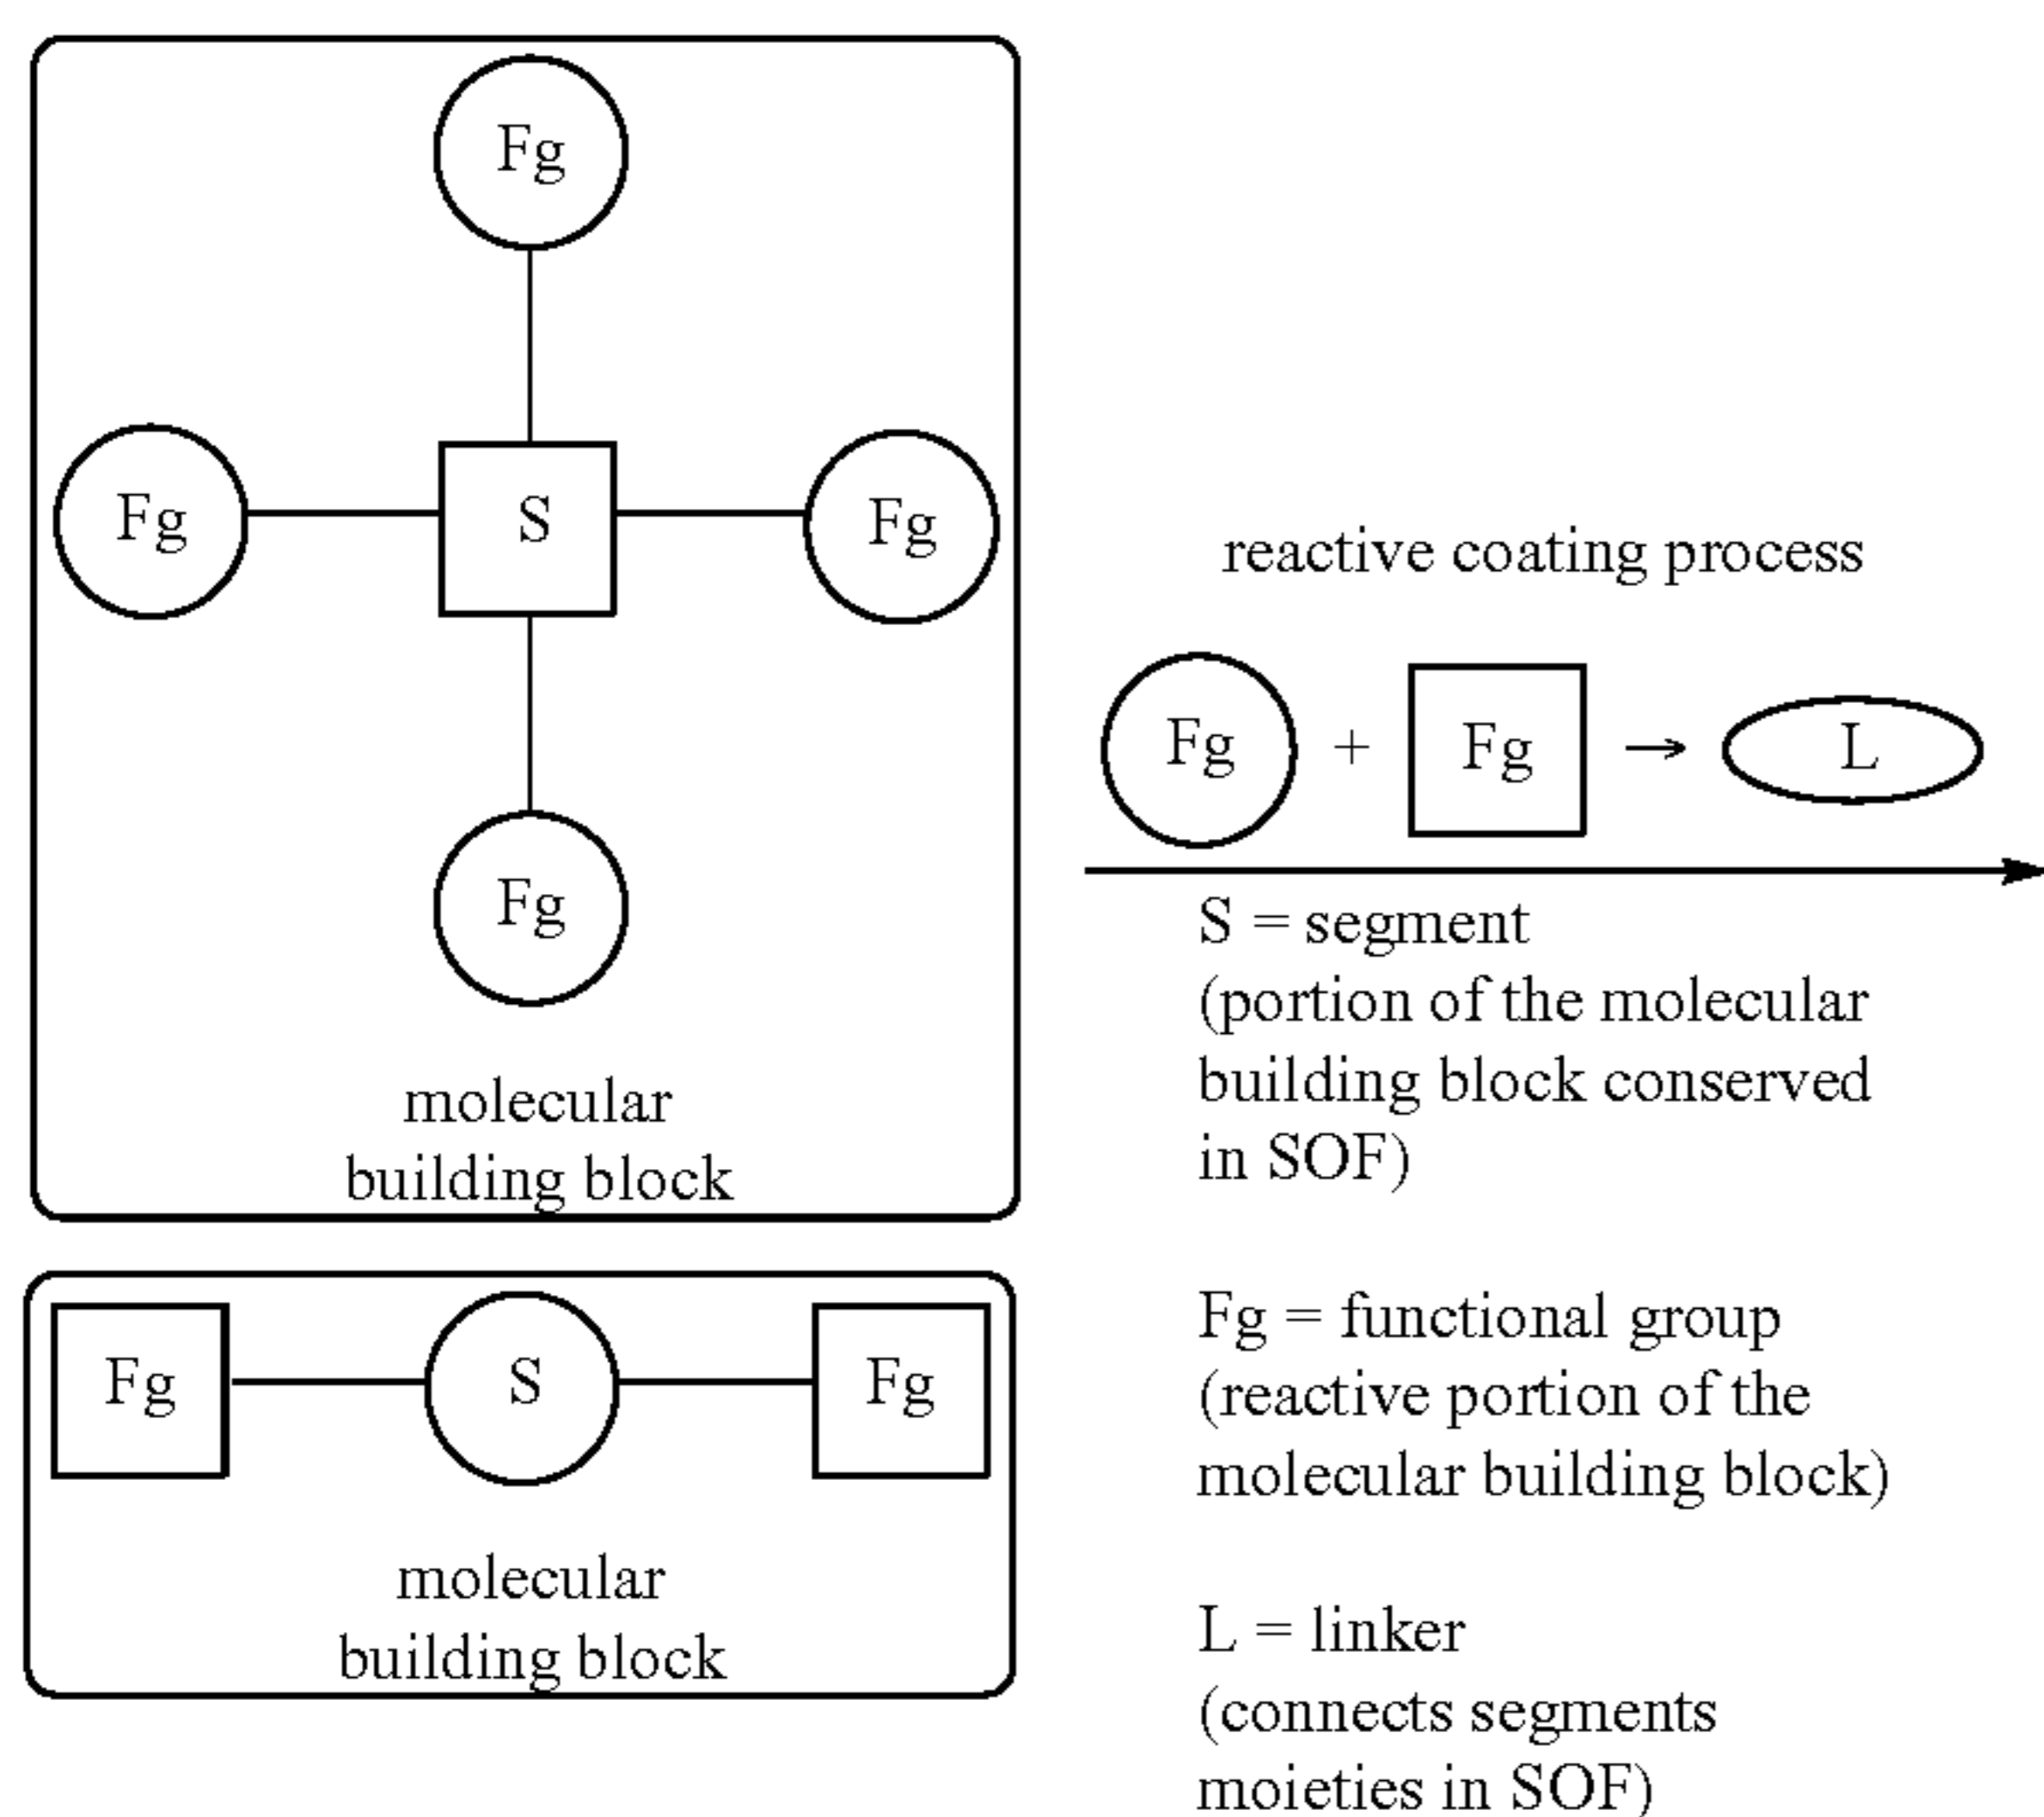 Fg
Fg S Fg
Fg
molecular
building block
Fg S Fg
molecular
building block
reactive coating process
Fg + Fg → L
S = segment
(portion of the molecular
building block conserved
in SOF)
Fg = functional group
(reactive portion of the
molecular building block)
L = linker
(connects segments
moieties in SOF)